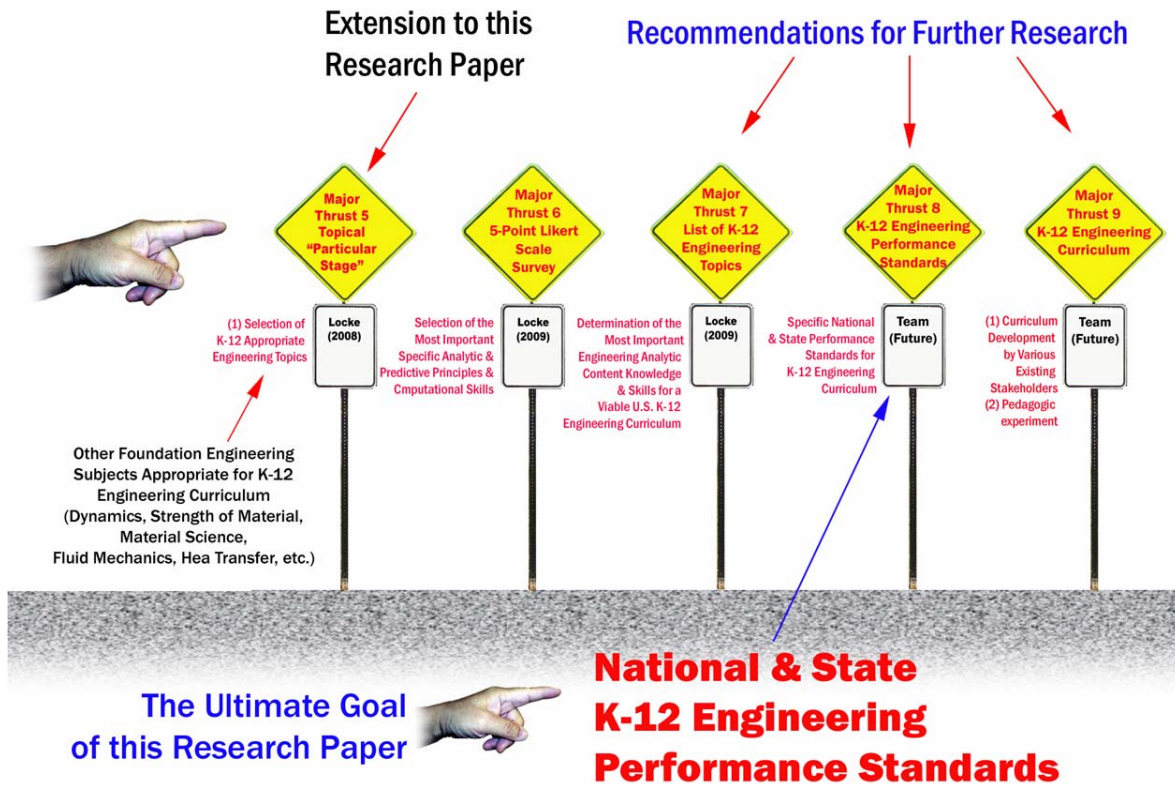 Extension to this
Research Paper
Recommendations for Further Research
Major
Thrust 5
Topical
“Particular
Stage”
Major
Thrust 6
5-Point Likert
Scale
Survey
Major
Thrust 7
List of K-12
Engineering
Topics
Major
Thrust 8
K-12 Engineering
Performance
Standards
Major
Thrust 9
K-12 Engineering
Curriculum
(1) Selection of
K-12 Appropriate
Engineering Topics
Locke
(2008)
Selection of the
Most Important
Specific Analytic &
Predictive Principles &
Cmputational Skills
Locke
(2009)
Determination of the
Most Important
Engineering Analytic
Content Knowledge
& Skills for a
Viable U.S. K-12
Engineering Curriculum
Locke
(2009)
Specific National
& State Performance
Standards for
K-12 Engineering
Curriculum
Team
(Future)
(1) Curriculum
Development
by Various
Existing
Stakeholders
(2) Pedagogic
experiment
Team
(Future)
Other Foundation Engineering
Subjects Appropriate for K-12
Engineering Curriculum
(Dynamics, Strength of Material,
Material Science,
Fluid Mechanics, Hea Transfer, etc.)
The Ultimate Goal
of this Research Paper
National & State
K-12 Engineering
Performance Standards